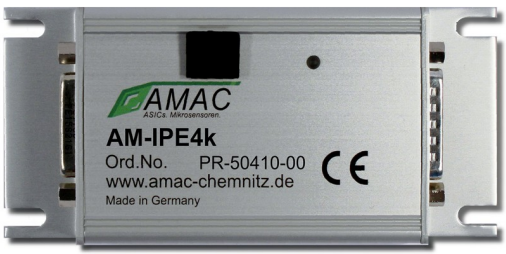 AMAC
ASICs. Mikrosensoren.
AM-IPE4k
Ord.No. PR-50410-00
www.amac-chemnitz.de
Made in Germany
CE